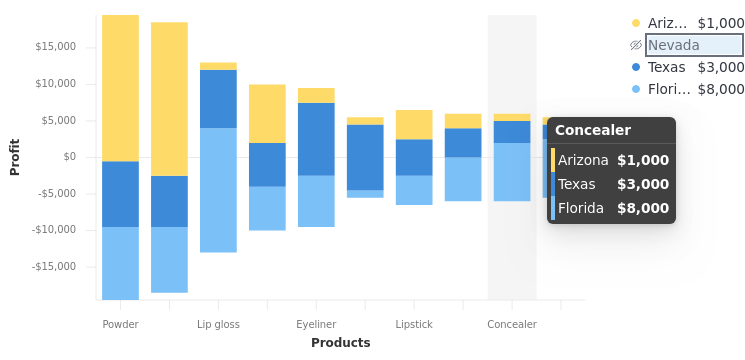 Profit
$15,000
$10,000
$5,000
$0
-$5,000
-$10,000
-$15,000
Powder
Lip gloss
Eyeliner
Lipstick
Concealer
Products
Ariz... $1,000
Nevada
Texas $3,000
Flori... $8,000
Concealer
Arizona $1,000
Texas $3,000
Florida $8,000